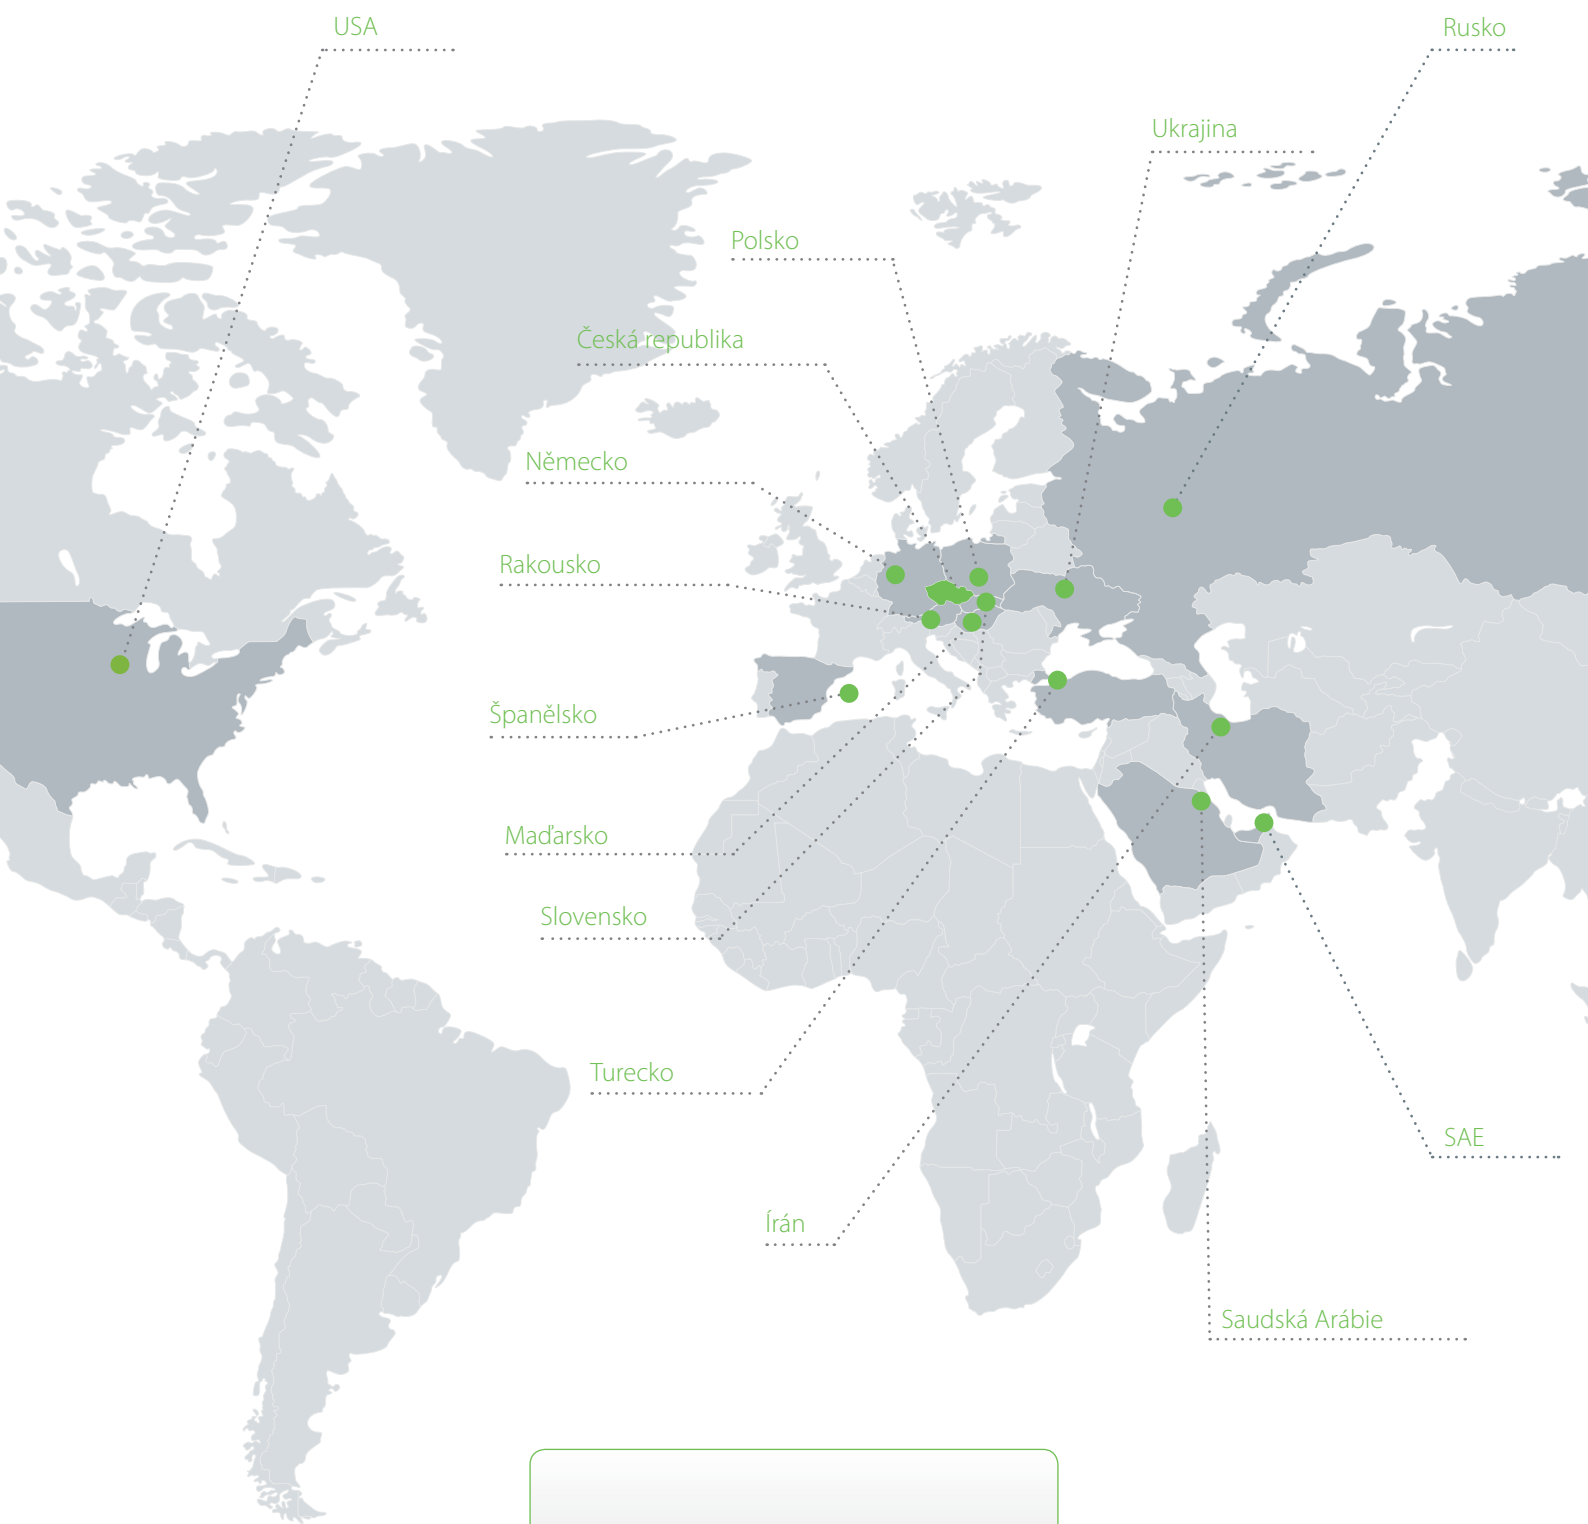 USA
Rusko
Ukrajina
Polsko
Česká republika
Německo
Rakousko
Španělsko
Maďarsko
Slovensko
Turecko
SAE
Írán
Saudská Arábie